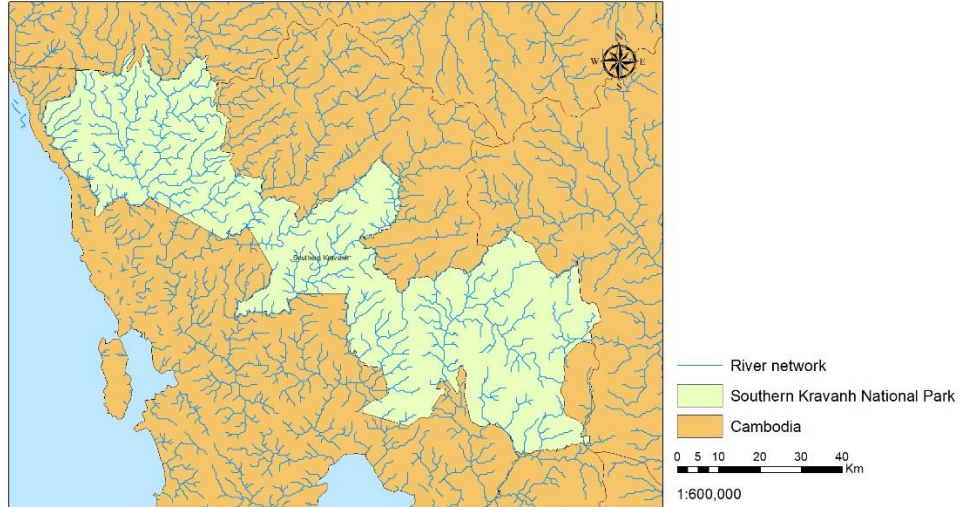 N
W E
S
Southern Kravanh
River network
Southern Kravanh National Park
Cambodia
0 5 10 20 30 40
Km
1:600,000